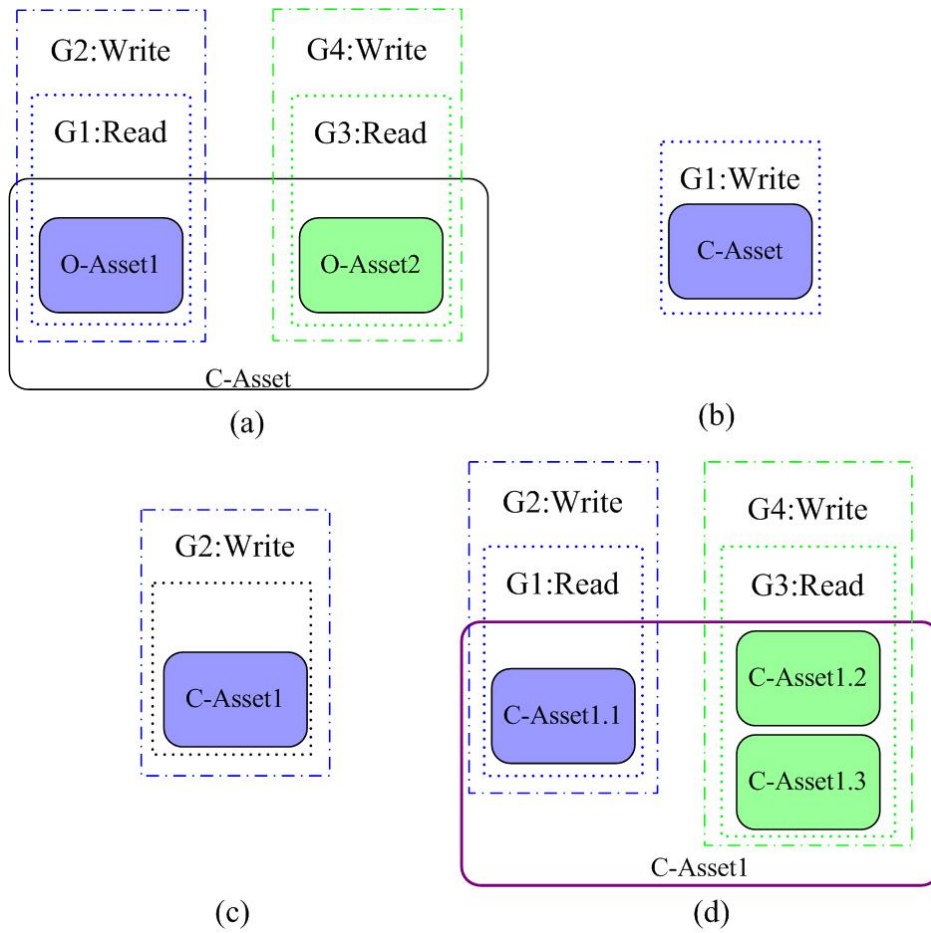 G2:Write
G4:Write
G1:Read
G3:Read
O-Asset1
O-Asset2
C-Asset
(a)
G1:Write
C-Asset
(b)
G2:Write
C-Asset1
(c)
G2:Write
G4:Write
G1:Read
G3:Read
C-Asset1.1
C-Asset1.2
C-Asset1.3
C-Asset1
(d)